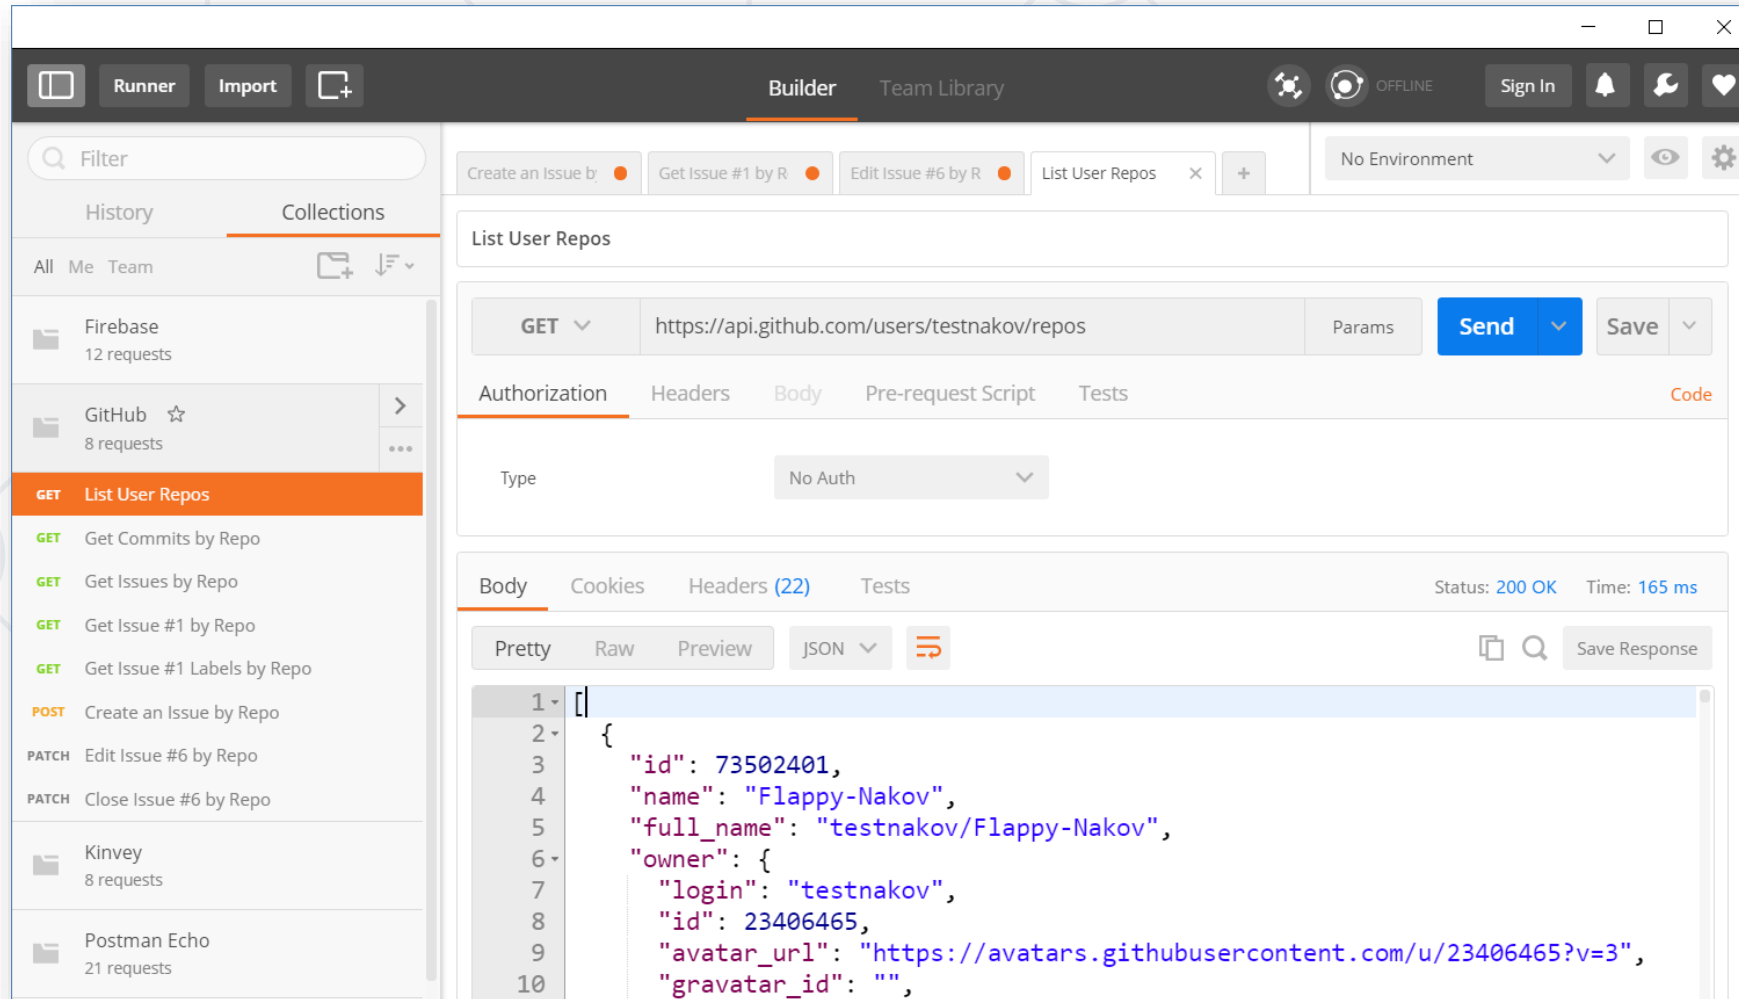 Runner Import Builder Team Library OFFLINE Sign In
Filter
History Collections
All Me Team
Firebase
12 requests
GitHub
8 requests
GET List User Repos
GET Get Commits by Repo
GET Get Issues by Repo
GET Get Issue #1 by Repo
GET Get Issue #1 Labels by Repo
POST Create an Issue by Repo
PATCH Edit Issue #6 by Repo
PATCH Close Issue #6 by Repo
Kinvey
8 requests
Postman Echo
21 requests
Create an Issue by Get Issue #1 by R Edit Issue #6 by R List User Repos
No Environment
List User Repos
GET https://api.github.com/users/testnakov/repos Params Send Save
Authorization Headers Body Pre-request Script Tests Code
Type No Auth
Body Cookies Headers (22) Tests Status: 200 OK Time: 165 ms
Pretty Raw Preview JSON Save Response
1 [
2 {
3 "id": 73502401,
4 "name": "Flappy-Nakov",
5 "full_name": "testnakov/Flappy-Nakov",
6 "owner": {
7 "login": "testnakov",
8 "id": 23406465,
9 "avatar_url": "https://avatars.githubusercontent.com/u/23406465?v=3",
10 "gravatar_id": "",